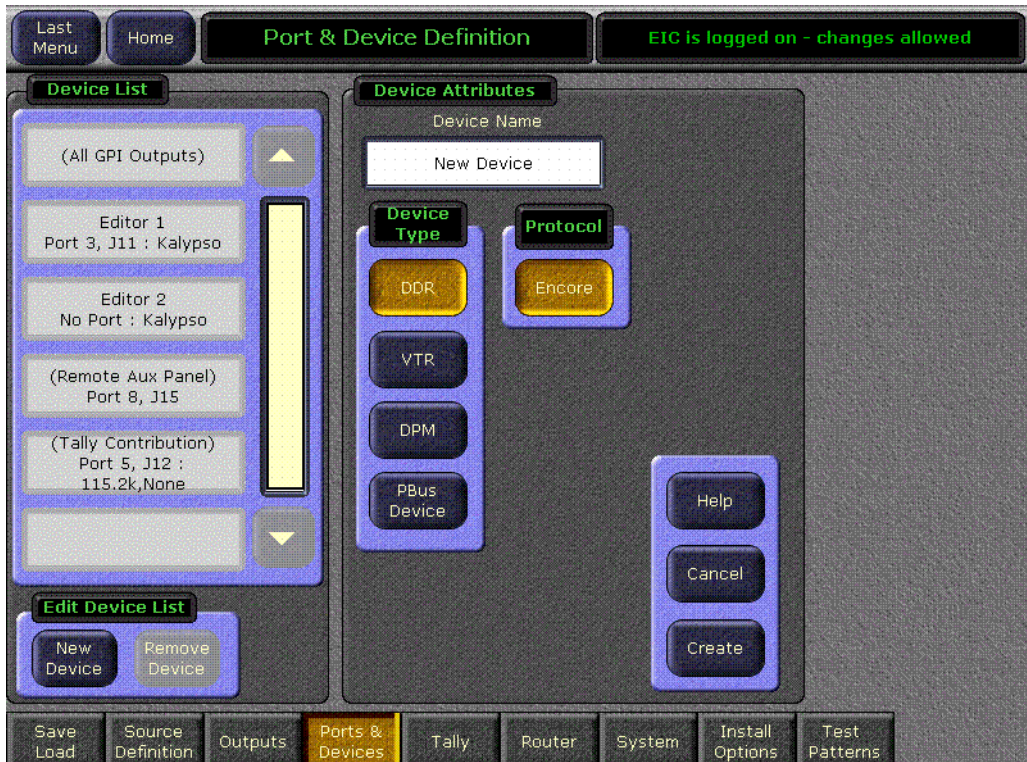 Last
Menu
Home
Port & Device Definition
EIC is logged on - changes allowed
Device List
(All GPI Outputs)
Editor 1
Port 3, J11 : Kalypso
Editor 2
No Port : Kalypso
(Remote Aux Panel)
Port 8, J15
(Tally Contribution)
Port 5, J12 :
115.2k,None
Edit Device List
New
Device
Remove
Device
Device Attributes
Device Name
New Device
Device
Type
DDR
VTR
DPM
PBus
Device
Protocol
Encore
Help
Cancel
Create
Save
Load
Source
Definition
Outputs
Ports &
Devices
Tally
Router
System
Install
Options
Test
Patterns